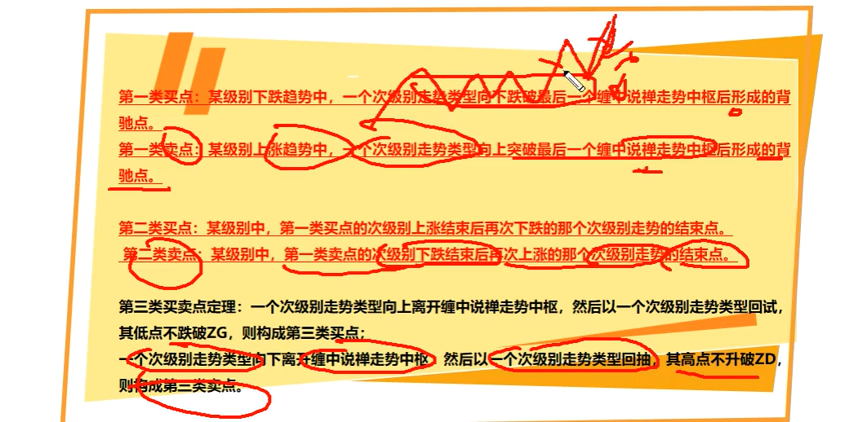 第一类买点：某级别下跌趋势中，一个次级别走势类型向下跌破最后一个缠中说禅走势中枢后形成的背
驰点。
第一类卖点：某级别上涨趋势中，一个次级别走势类型向上突破最后一个缠中说禅走势中枢后形成的背
驰点。
第二类买点：某级别中，第一类买点的次级别上涨结束后再次下跌的那个次级别走势的结束点。
第二类卖点：某级别中，第一类卖点的次级别下跌结束后再次上涨的那个次级别走势的结束点。
第三类买卖点定理：一个次级别走势类型向上离开缠中说禅走势中枢，然后以一个次级别走势类型回试，
其低点不跌破ZG，则构成第三类买点；
一个次级别走势类型向下离开缠中说禅走势中枢，然后以一个次级别走势类型回抽，其高点不升破ZD，
则构成第三类卖点。